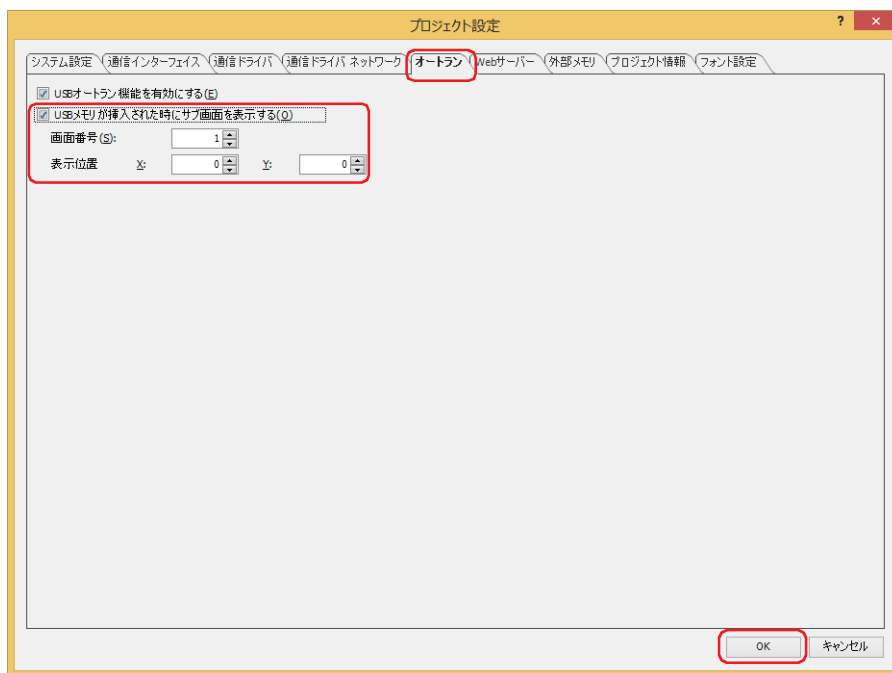 プロジェクト設定
? ×
システム設定 通信インターフェイス 通信ドライバ 通信ドライバ ネットワーク オートラン Webサーバー 外部メモリ プロジェクト情報 フォント設定
USBオートラン機能を有効にする(E)
USBメモリが挿入された時にサブ画面を表示する(O)
画面番号(S): 1
表示位置 X: 0 Y: 0
OK キャンセル